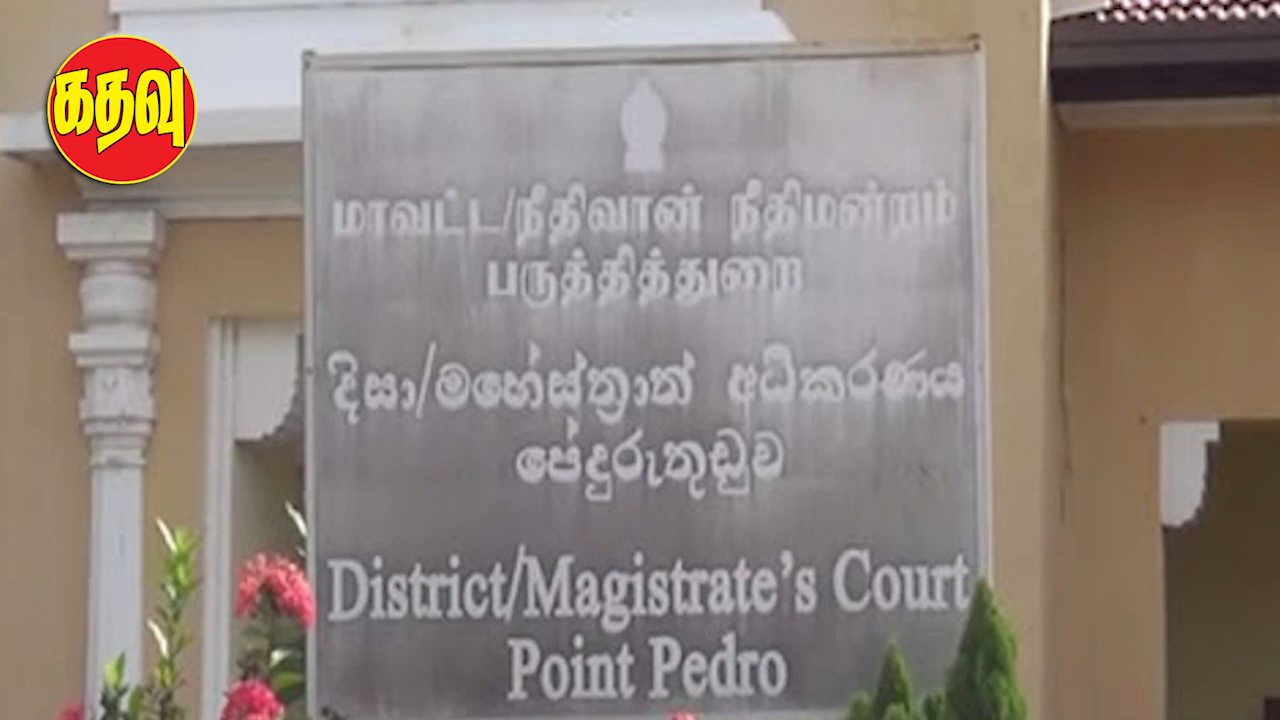 கதவு
மாவட்ட/நீதிவான் நீதிமன்றம்
பருத்தித்துறை
දිසා/මහේස්ත්‍රාත් අධිකරණය
පේදුරුතුඩුව
District/Magistrate's Court
Point Pedro